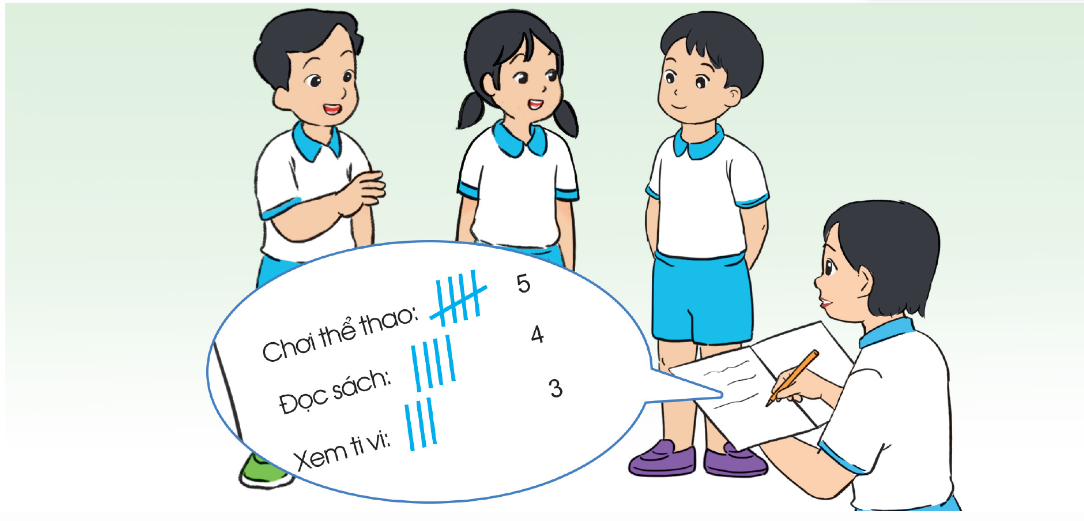 Chơi thể thao: 5
Đọc sách: 4
Xem ti vi: 3